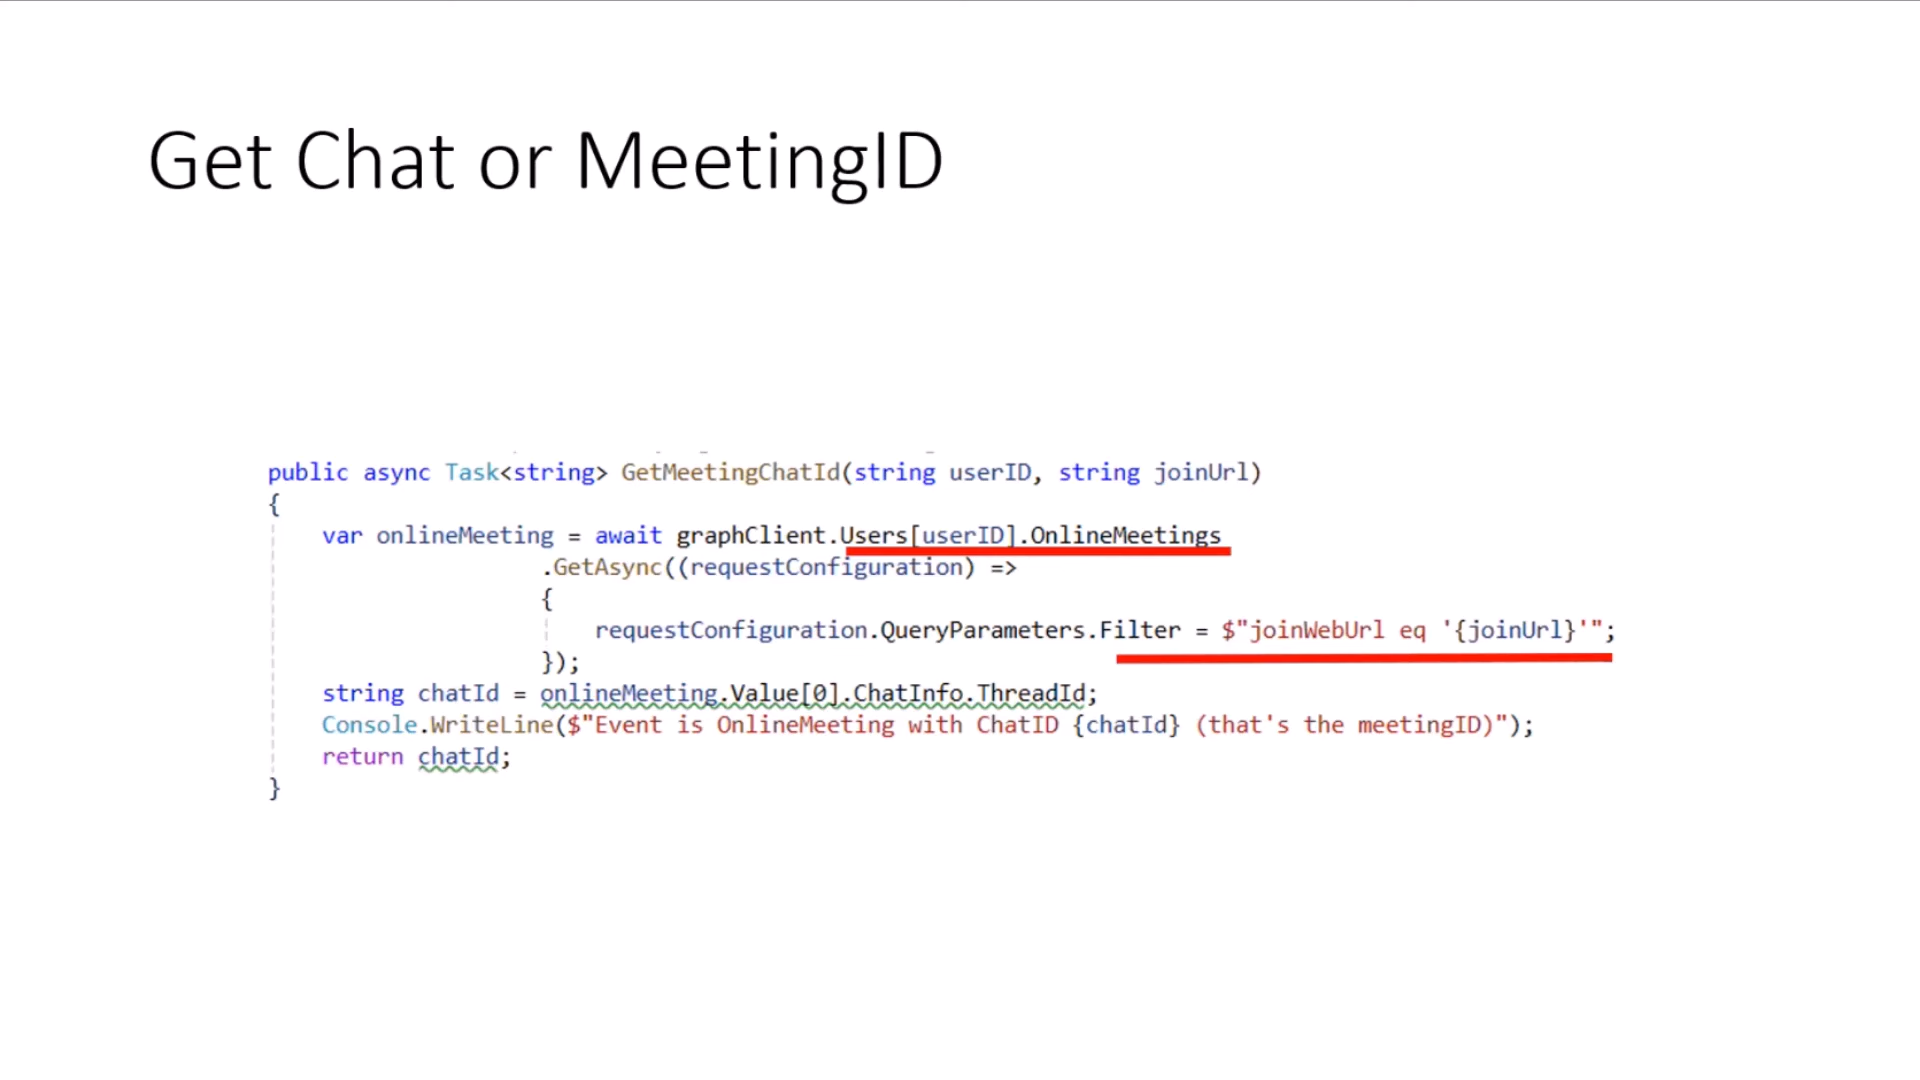 Get Chat or MeetingID
public async Task<string> GetMeetingChatId(string userID, string joinUrl)
{
var onlineMeeting = await graphClient.Users[userID].OnlineMeetings
.GetAsync((requestConfiguration) =>
{
requestConfiguration.QueryParameters.Filter = $"joinWebUrl eq '{joinUrl}'";
});
string chatId = onlineMeeting.Value[0].ChatInfo.ThreadId;
Console.WriteLine($"Event is OnlineMeeting with ChatID {chatId} (that's the meetingID)");
return chatId;
}